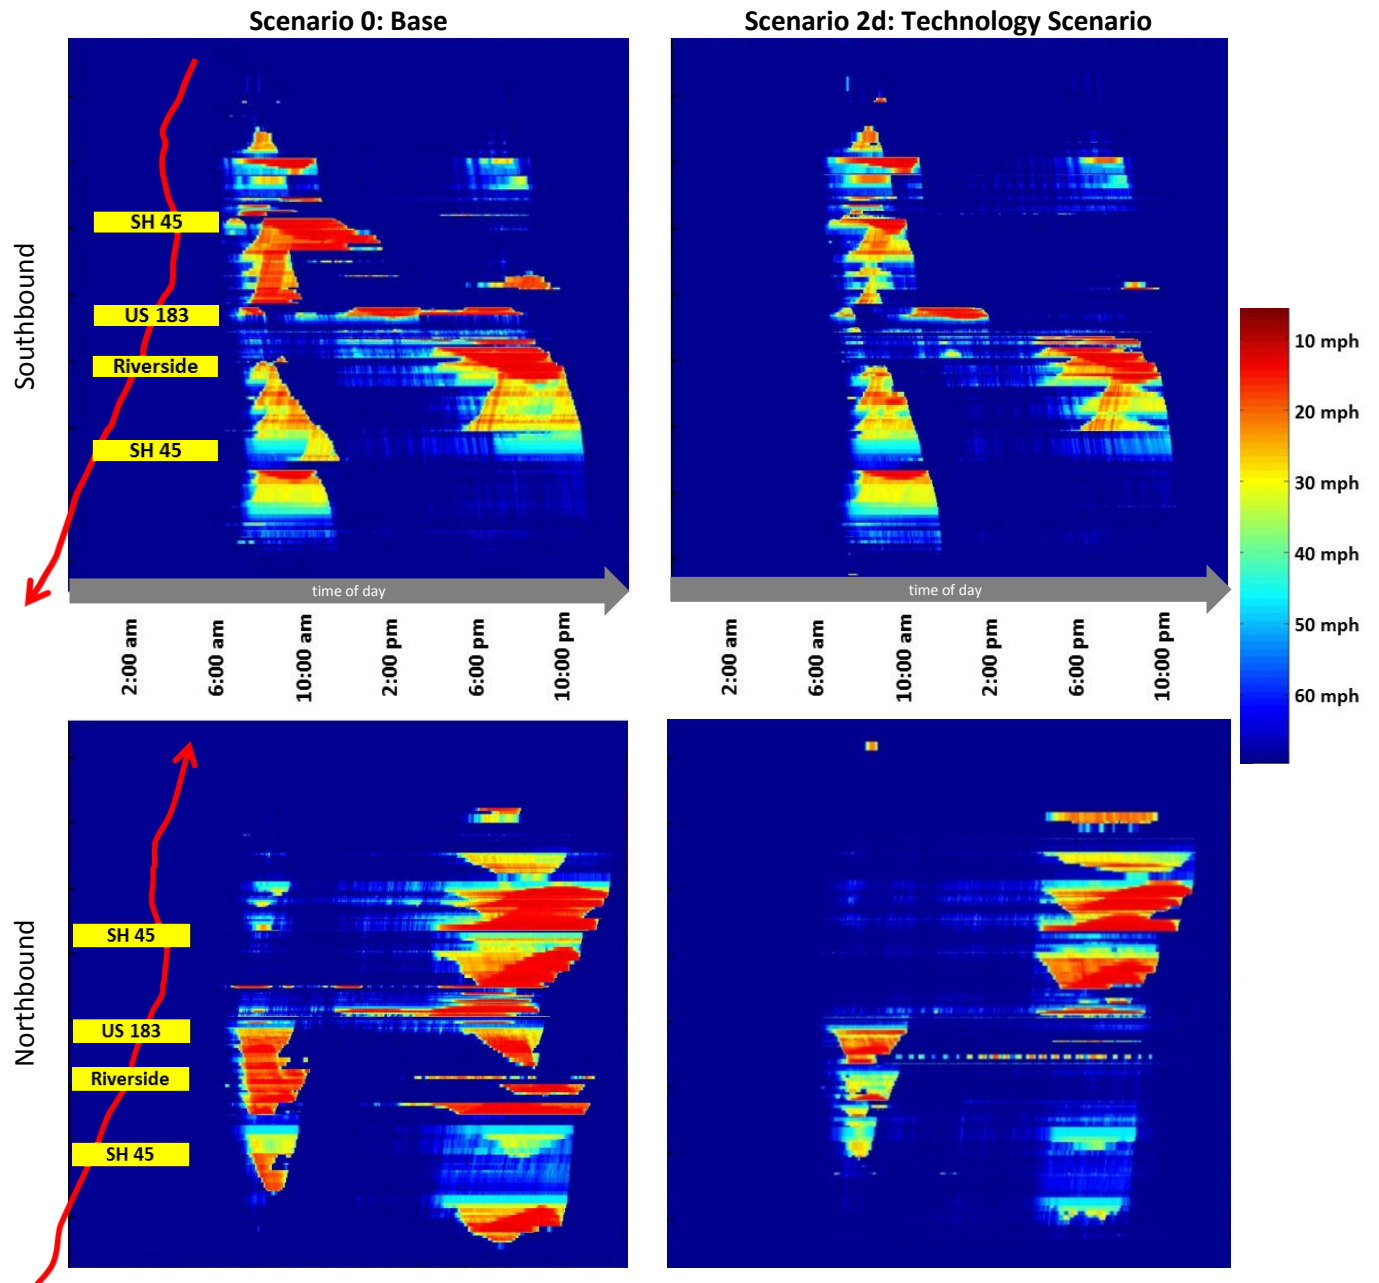 Scenario 0: Base
Scenario 2d: Technology Scenario
Southbound
SH 45
US 183
Riverside
SH 45
10 mph
20 mph
30 mph
40 mph
50 mph
60 mph
time of day
time of day
2:00 am
6:00 am
10:00 am
2:00 pm
6:00 pm
10:00 pm
2:00 am
6:00 am
10:00 am
2:00 pm
6:00 pm
10:00 pm
Northbound
SH 45
US 183
Riverside
SH 45